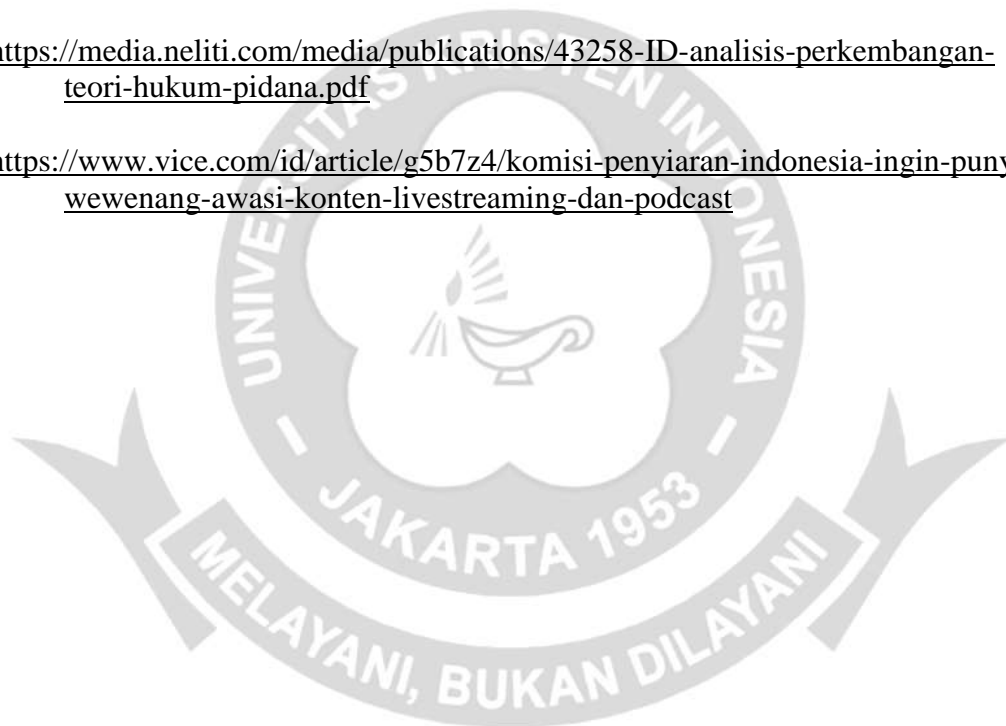 https://media.neliti.com/media/publications/43258-ID-analisis-perkembangan-
teori-hukum-pidana.pdf
https://www.vice.com/id/article/g5b7z4/komisi-penyiaran-indonesia-ingin-puny
wewenang-awasi-konten-livestreaming-dan-podcast
UNIVERSITAS KRISTEN INDONESIA
JAKARTA 1953
MELAYANI, BUKAN DILAYANI